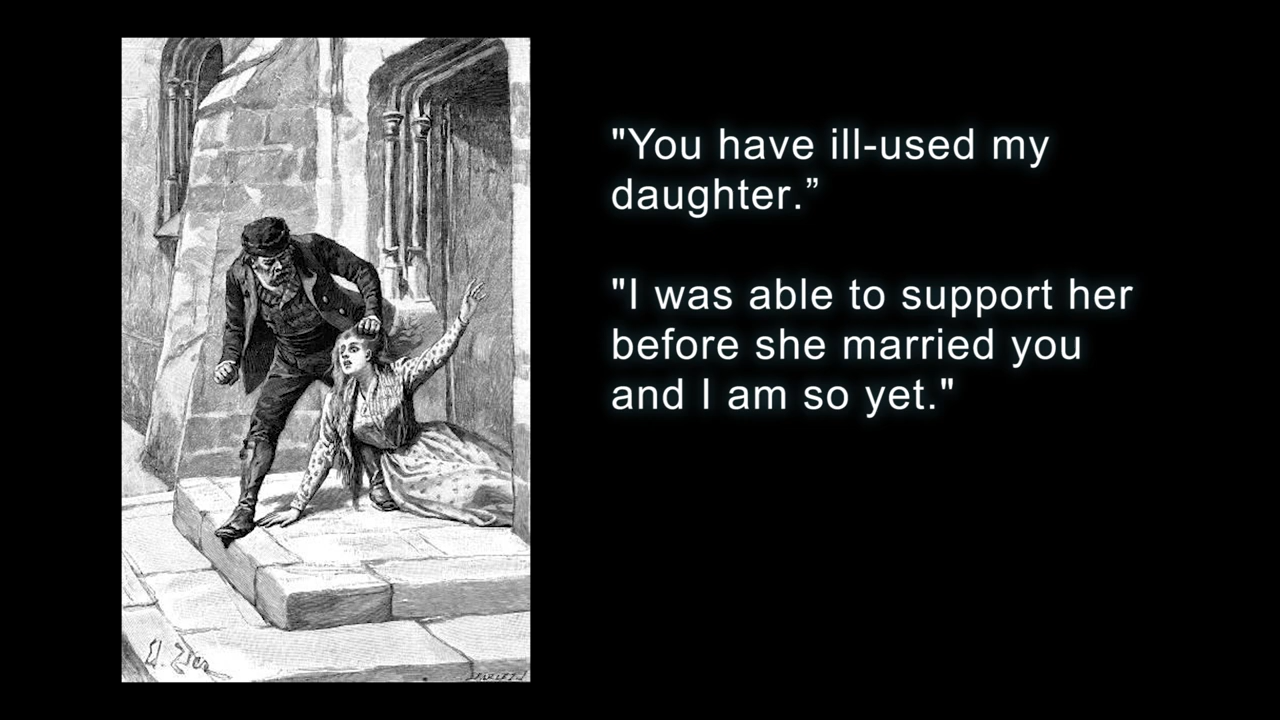 "You have ill-used my
daughter.”
"I was able to support her
before she married you
and I am so yet."